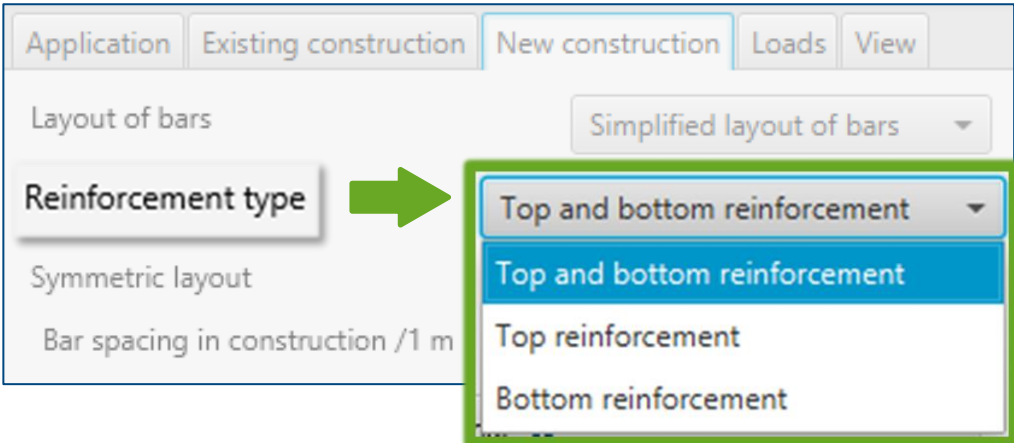 Application Existing construction New construction Loads View
Layout of bars Simplified layout of bars
Reinforcement type Top and bottom reinforcement
Top and bottom reinforcement
Symmetric layout
Top reinforcement
Bar spacing in construction /1 m
Bottom reinforcement